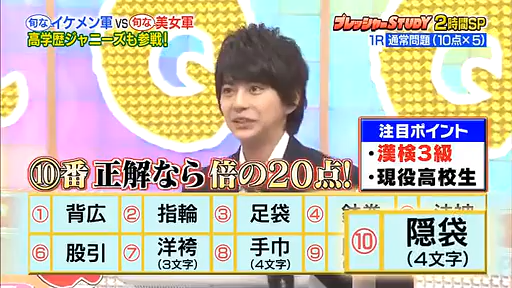 旬なイケメン軍VS旬な美女軍
高学歴ジャニーズも参戦!
プレッシャーSTUDY 2時間SP
1R 通常問題(10点×5)
注目ポイント
・漢検3級
・現役高校生
⑩番 正解なら 倍の20点!
① 背広 ② 指輪 ③ 足袋 ④
⑥ 股引 ⑦ 洋袴 (3文字) ⑧ 手巾 (4文字) ⑨
⑩ 隠袋
(4文字)